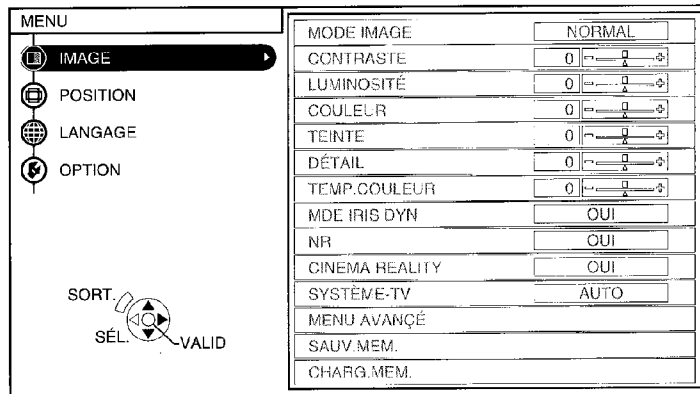 MENU
IMAGE
POSITION
LANGAGE
OPTION
SORT.
SÉL.
VALID
MODE IMAGE NORMAL
CONTRASTE 0
LUMINOSITÉ 0
COULEUR 0
TEINTE 0
DÉTAIL 0
TEMP.COULEUR 0
MDE IRIS DYN OUI
NR OUI
CINEMA REALITY OUI
SYSTÈME-TV AUTO
MENU AVANÇÉ
SAUV.MEM.
CHARG.MEM.